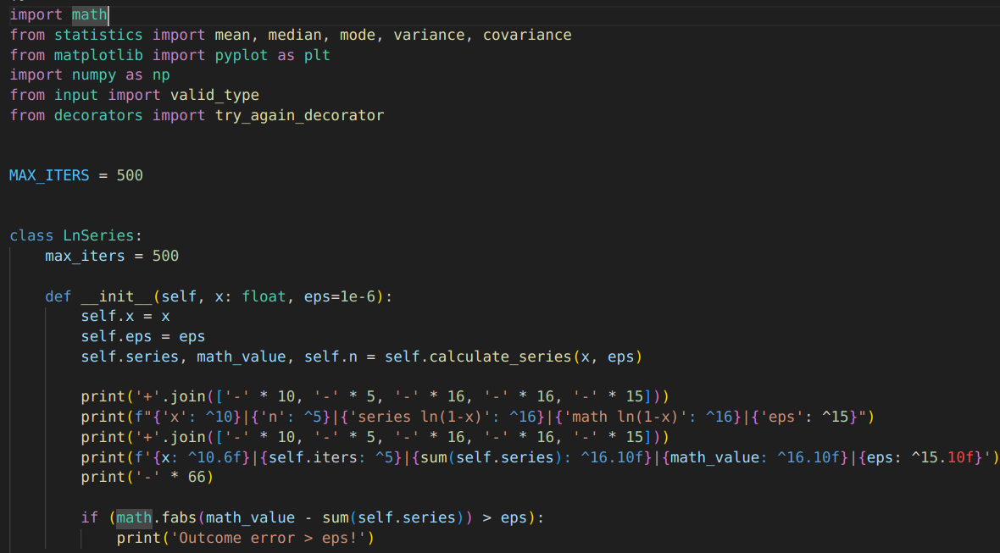 import math
from statistics import mean, median, mode, variance, covariance
from matplotlib import pyplot as plt
import numpy as np
from input import valid_type
from decorators import try_again_decorator
MAX_ITERS = 500
class LnSeries:
    max_iters = 500
    def __init__(self, x: float, eps=1e-6):
        self.x = x
        self.eps = eps
        self.series, math_value, self.n = self.calculate_series(x, eps)
        print('+'.join(['-' * 10, '-' * 5, '-' * 16, '-' * 16, '-' * 15]))
        print(f"{'x': ^10}|{'n': ^5}|{'series ln(1-x)': ^16}|{'math ln(1-x)': ^16}|{'eps': ^15}")
        print('+'.join(['-' * 10, '-' * 5, '-' * 16, '-' * 16, '-' * 15]))
        print(f'{x: ^10.6f}|{self.iters: ^5}|{sum(self.series): ^16.10f}|{math_value: ^16.10f}|{eps: ^15.10f}')
        print('-' * 66)
        if (math.fabs(math_value - sum(self.series)) > eps):
            print('Outcome error > eps!')